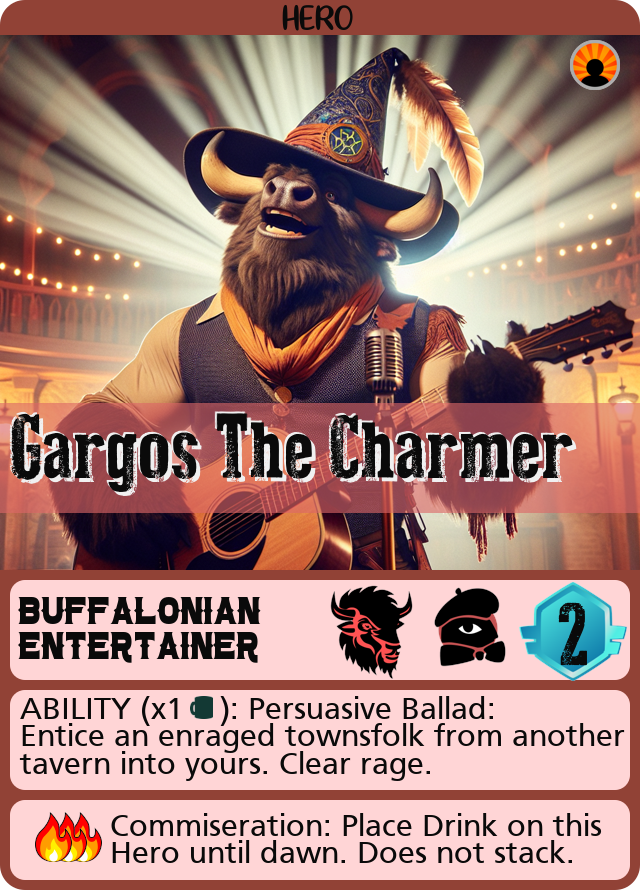 HERO
Gargos The Charmer
BUFFALONIAN
ENTERTAINER
2
ABILITY (x1 ): Persuasive Ballad:
Entice an enraged townsfolk from another
tavern into yours. Clear rage.
Commiseration: Place Drink on this
Hero until dawn. Does not stack.